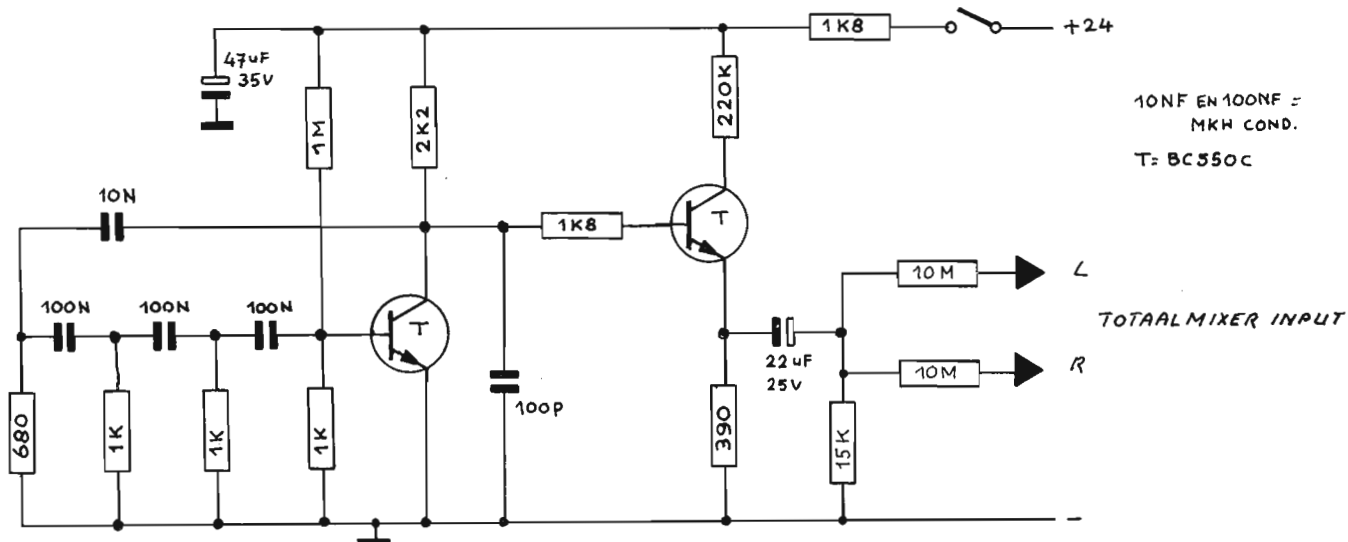 1K8
+24
47uF
35V
220K
1M
2K2
10NF EN 100NF =
MKH COND.
T= BC550C
10N
T
1K8
10M
L
100N
100N
100N
T
TOTAALMIXER INPUT
22uF
25V
10M
R
100P
680
1K
1K
1K
390
15K
-